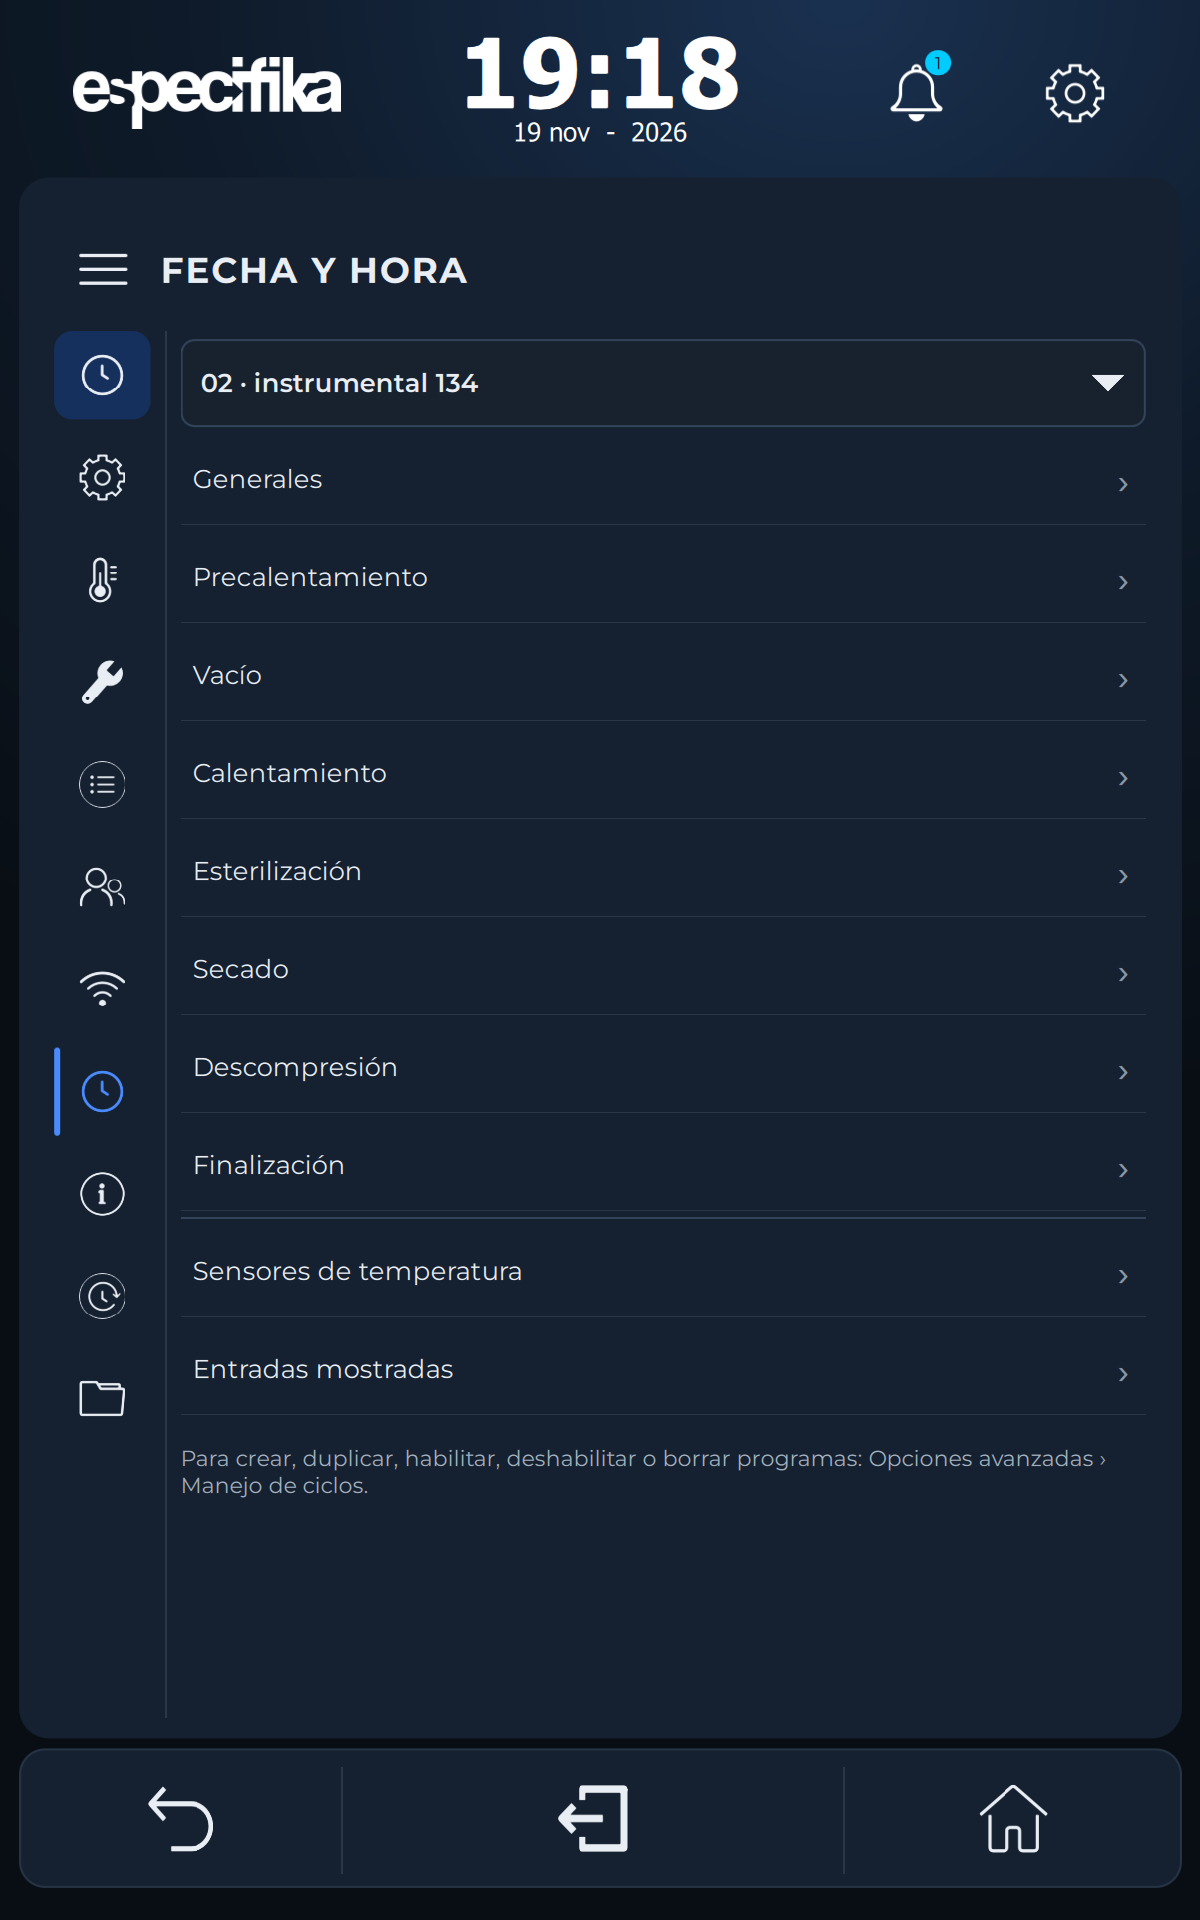 especifika
19:18
19 nov - 2026
1
FECHA Y HORA
02 · instrumental 134
Generales
Precalentamiento
Vacío
Calentamiento
Esterilización
Secado
Descompresión
Finalización
Sensores de temperatura
Entradas mostradas
Para crear, duplicar, habilitar, deshabilitar o borrar programas: Opciones avanzadas ›
Manejo de ciclos.